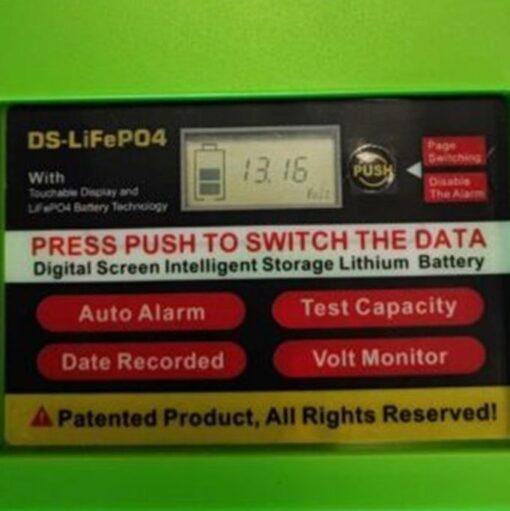 DS-LiFePO4
With
Touchable Display and
LiFePO4 Battery Technology
13.16
Volt
PUSH
Page
Switching
Disable
The Alarm
PRESS PUSH TO SWITCH THE DATA
Digital Screen Intelligent Storage Lithium Battery
Auto Alarm
Test Capacity
Date Recorded
Volt Monitor
Patented Product, All Rights Reserved!